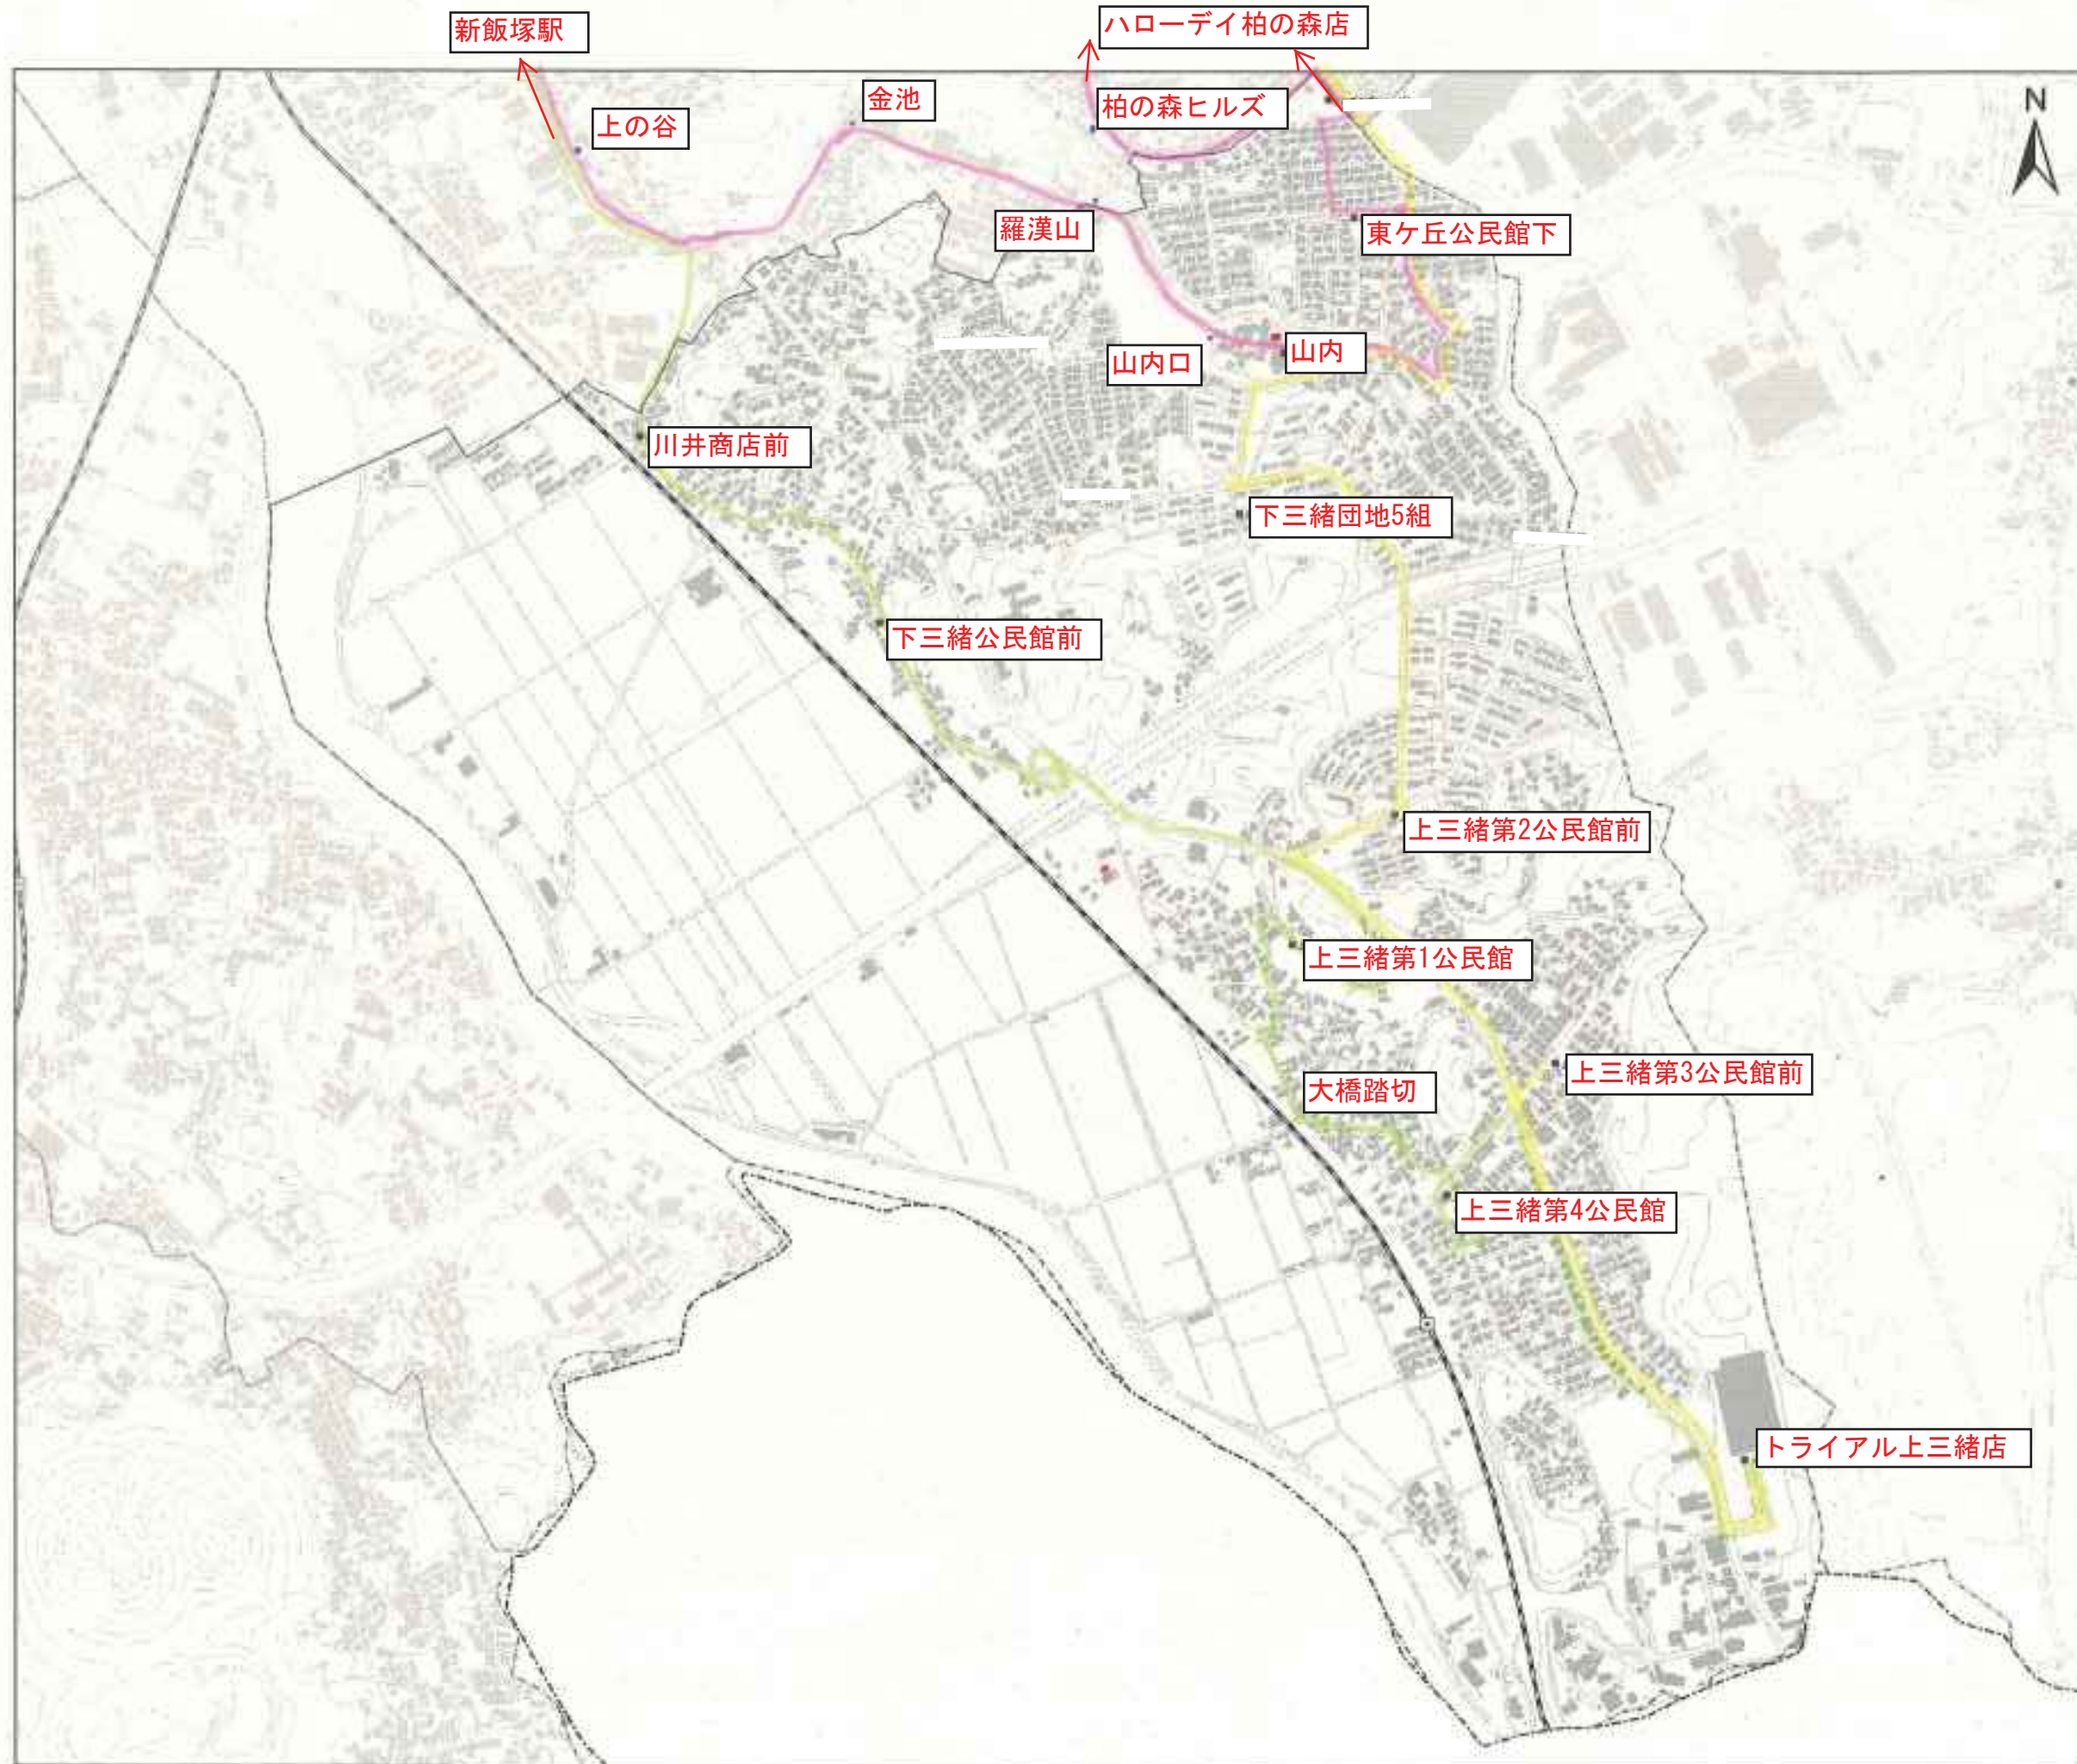 新飯塚駅
ハローデイ柏の森店
金池
柏の森ヒルズ
N
上の谷
羅漢山
東ケ丘公民館下
山内口
山内
川井商店前
下三緒団地5組
下三緒公民館前
上三緒第2公民館前
上三緒第1公民館
上三緒第3公民館前
大橋踏切
上三緒第4公民館
トライアル上三緒店